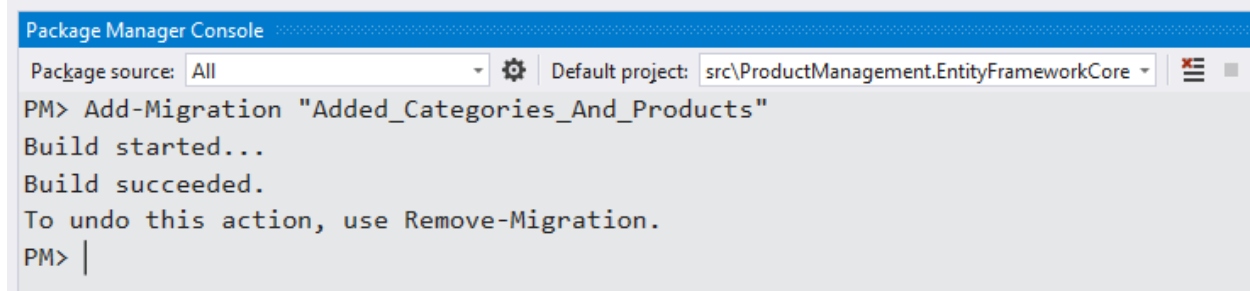 Package Manager Console
Package source: All Default project: src\ProductManagement.EntityFrameworkCore
PM> Add-Migration "Added_Categories_And_Products"
Build started...
Build succeeded.
To undo this action, use Remove-Migration.
PM>